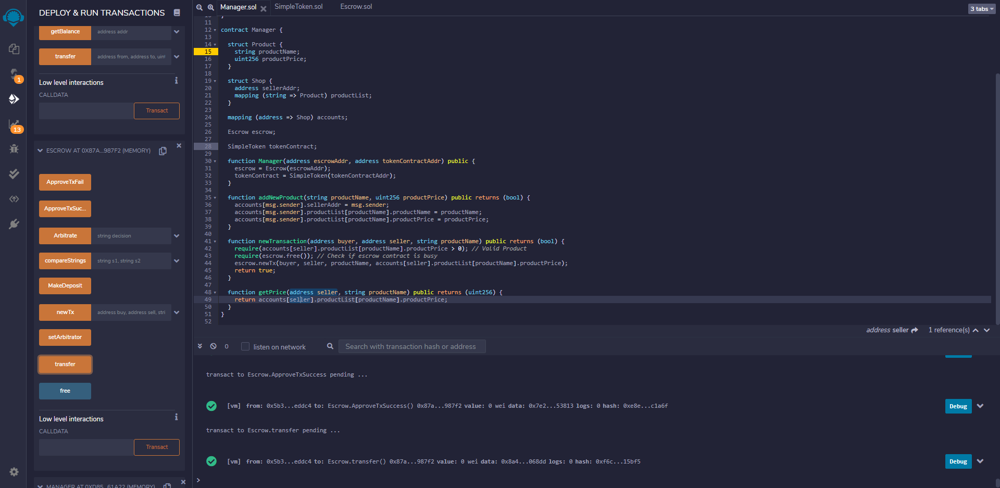 DEPLOY & RUN TRANSACTIONS
getBalance address addr
transfer address from, address to, uin
Low level interactions
CALLDATA
Transact
ESCROW AT 0X87A...987F2 (MEMORY)
ApproveTxFail
ApproveTxSuc...
Arbitrate string decision
compareStrings string s1, string s2
MakeDeposit
newTx address buy, address sell, stri
setArbitrator
transfer
free
Low level interactions
CALLDATA
Transact
MANAGER AT 0XD85...61A22 (MEMORY)
1
13
Manager.sol SimpleToken.sol Escrow.sol
3 tabs
10 }
11
12 contract Manager {
13
14 struct Product {
15 string productName;
16 uint256 productPrice;
17 }
18
19 struct Shop {
20 address sellerAddr;
21 mapping (string => Product) productList;
22 }
23
24 mapping (address => Shop) accounts;
25
26 Escrow escrow;
27
28 SimpleToken tokenContract;
29
30 function Manager(address escrowAddr, address tokenContractAddr) public {
31 escrow = Escrow(escrowAddr);
32 tokenContract = SimpleToken(tokenContractAddr);
33 }
34
35 function addNewProduct(string productName, uint256 productPrice) public returns (bool) {
36 accounts[msg.sender].sellerAddr = msg.sender;
37 accounts[msg.sender].productList[productName].productName = productName;
38 accounts[msg.sender].productList[productName].productPrice = productPrice;
39 }
40
41 function newTransaction(address buyer, address seller, string productName) public returns (bool) {
42 require(accounts[seller].productList[productName].productPrice > 0); // Valid Product
43 require(escrow.free()); // Check if escrow contract is busy
44 escrow.newTx(buyer, seller, productName, accounts[seller].productList[productName].productPrice);
45 return true;
46 }
47
48 function getPrice(address seller, string productName) public returns (uint256) {
49 return accounts[seller].productList[productName].productPrice;
50 }
51 }
52
address seller 1 reference(s)
0 listen on network Search with transaction hash or address
transact to Escrow.ApproveTxSuccess pending ...
[vm] from: 0x5b3...eddc4 to: Escrow.ApproveTxSuccess() 0x87a...987f2 value: 0 wei data: 0x7e2...53813 logs: 0 hash: 0xe8e...c1a6f Debug
transact to Escrow.transfer pending ...
[vm] from: 0x5b3...eddc4 to: Escrow.transfer() 0x87a...987f2 value: 0 wei data: 0x8a4...068dd logs: 0 hash: 0xf6c...15bf5 Debug
>